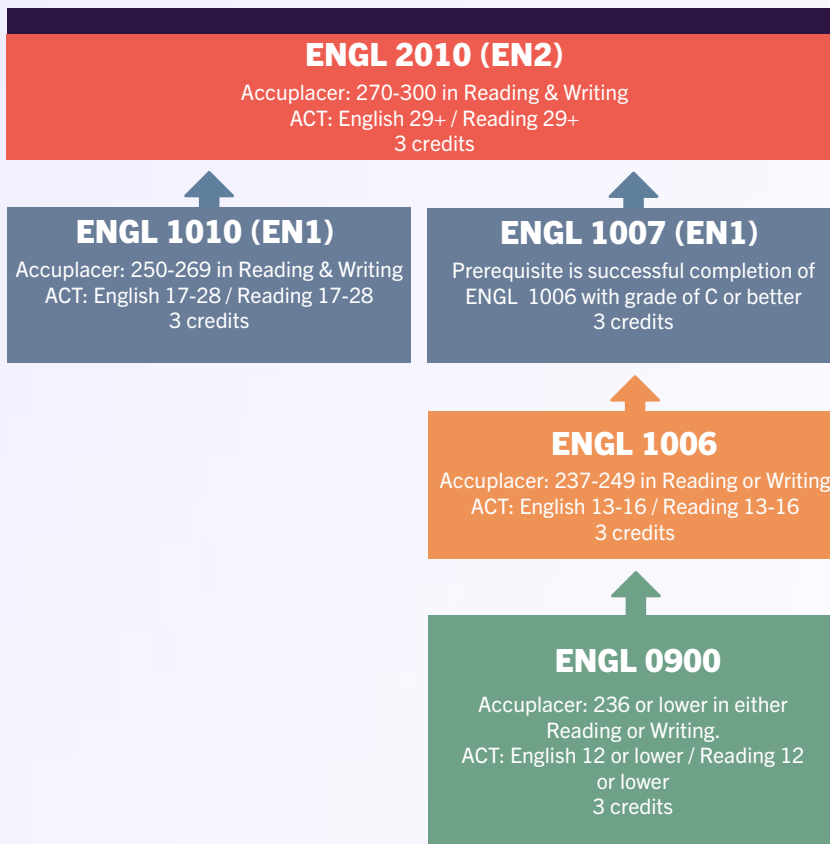 ENGL 2010 (EN2)
Accuplacer: 270-300 in Reading & Writing
ACT: English 29+ / Reading 29+
3 credits
ENGL 1010 (EN1)
Accuplacer: 250-269 in Reading & Writing
ACT: English 17-28 / Reading 17-28
3 credits
ENGL 1007 (EN1)
Prerequisite is successful completion of
ENGL 1006 with grade of C or better
3 credits
ENGL 1006
Accuplacer: 237-249 in Reading or Writing
ACT: English 13-16 / Reading 13-16
3 credits
ENGL 0900
Accuplacer: 236 or lower in either
Reading or Writing.
ACT: English 12 or lower / Reading 12
or lower
3 credits